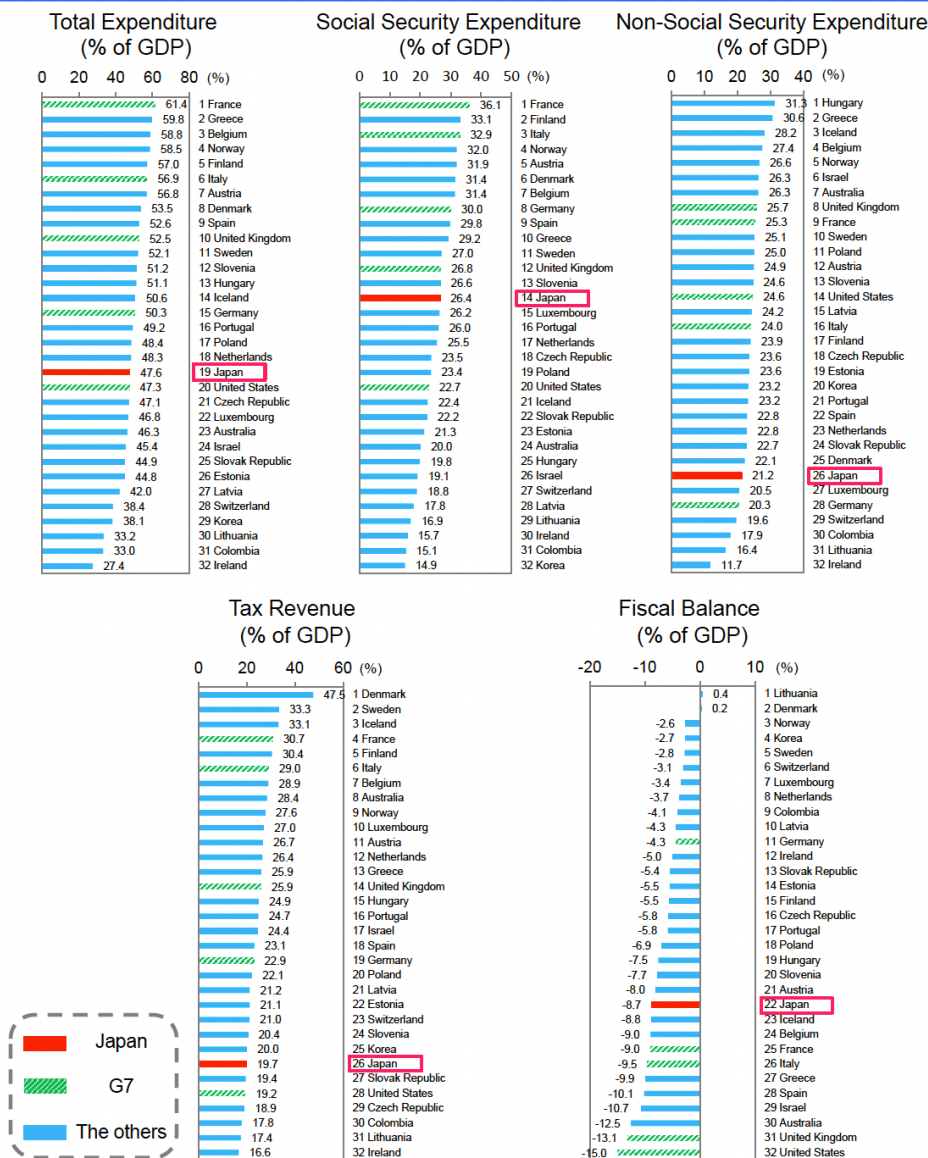 Total Expenditure
(% of GDP)
0 20 40 60 80 (%)
61.4 1 France
59.8 2 Greece
58.8 3 Belgium
58.5 4 Norway
57.0 5 Finland
56.9 6 Italy
56.8 7 Austria
53.5 8 Denmark
52.6 9 Spain
52.5 10 United Kingdom
52.1 11 Sweden
51.2 12 Slovenia
51.1 13 Hungary
50.6 14 Iceland
50.3 15 Germany
49.2 16 Portugal
48.4 17 Poland
48.3 18 Netherlands
47.6 19 Japan
47.3 20 United States
47.1 21 Czech Republic
46.8 22 Luxembourg
46.3 23 Australia
45.4 24 Israel
44.9 25 Slovak Republic
44.8 26 Estonia
42.0 27 Latvia
38.4 28 Switzerland
38.1 29 Korea
33.2 30 Lithuania
33.0 31 Colombia
27.4 32 Ireland
Social Security Expenditure
(% of GDP)
0 10 20 30 40 50 (%)
36.1 1 France
33.1 2 Finland
32.9 3 Italy
32.0 4 Norway
31.9 5 Austria
31.4 6 Denmark
31.4 7 Belgium
30.0 8 Germany
29.8 9 Spain
29.2 10 Greece
27.0 11 Sweden
26.8 12 United Kingdom
26.6 13 Slovenia
26.4 14 Japan
26.2 15 Luxembourg
26.0 16 Portugal
25.5 17 Netherlands
23.5 18 Czech Republic
23.4 19 Poland
22.7 20 United States
22.4 21 Iceland
22.2 22 Slovak Republic
21.3 23 Estonia
20.0 24 Australia
19.8 25 Hungary
19.1 26 Israel
18.8 27 Switzerland
17.8 28 Latvia
16.9 29 Lithuania
15.7 30 Ireland
15.1 31 Colombia
14.9 32 Korea
Non-Social Security Expenditure
(% of GDP)
0 10 20 30 40 (%)
31.3 1 Hungary
30.6 2 Greece
28.2 3 Iceland
27.4 4 Belgium
26.6 5 Norway
26.3 6 Israel
26.3 7 Australia
25.7 8 United Kingdom
25.3 9 France
25.1 10 Sweden
25.0 11 Poland
24.9 12 Austria
24.6 13 Slovenia
24.6 14 United States
24.2 15 Latvia
24.0 16 Italy
23.9 17 Finland
23.6 18 Czech Republic
23.6 19 Estonia
23.2 20 Korea
23.2 21 Portugal
22.8 22 Spain
22.8 23 Netherlands
22.7 24 Slovak Republic
22.1 25 Denmark
21.2 26 Japan
20.5 27 Luxembourg
20.3 28 Germany
19.6 29 Switzerland
17.9 30 Colombia
16.4 31 Lithuania
11.7 32 Ireland
Tax Revenue
(% of GDP)
0 20 40 60 (%)
47.5 1 Denmark
33.3 2 Sweden
33.1 3 Iceland
30.7 4 France
30.4 5 Finland
29.0 6 Italy
28.9 7 Belgium
28.4 8 Australia
27.6 9 Norway
27.0 10 Luxembourg
26.7 11 Austria
26.4 12 Netherlands
25.9 13 Greece
25.9 14 United Kingdom
24.9 15 Hungary
24.7 16 Portugal
24.4 17 Israel
23.1 18 Spain
22.9 19 Germany
22.1 20 Poland
21.2 21 Latvia
21.1 22 Estonia
21.0 23 Switzerland
20.4 24 Slovenia
20.0 25 Korea
19.7 26 Japan
19.4 27 Slovak Republic
19.2 28 United States
18.9 29 Czech Republic
17.8 30 Colombia
17.4 31 Lithuania
16.6 32 Ireland
Fiscal Balance
(% of GDP)
-20 -10 0 10 (%)
0.4 1 Lithuania
0.2 2 Denmark
-2.6 3 Norway
-2.7 4 Korea
-2.8 5 Sweden
-3.1 6 Switzerland
-3.4 7 Luxembourg
-3.7 8 Netherlands
-4.1 9 Colombia
-4.3 10 Latvia
-4.3 11 Germany
-5.0 12 Ireland
-5.4 13 Slovak Republic
-5.5 14 Estonia
-5.5 15 Finland
-5.8 16 Czech Republic
-5.8 17 Portugal
-6.9 18 Poland
-7.5 19 Hungary
-7.7 20 Slovenia
-8.0 21 Austria
-8.7 22 Japan
-8.8 23 Iceland
-9.0 24 Belgium
-9.0 25 France
-9.5 26 Italy
-9.9 27 Greece
-10.1 28 Spain
-10.7 29 Israel
-12.5 30 Australia
-13.1 31 United Kingdom
-15.0 32 United States
Japan
G7
The others